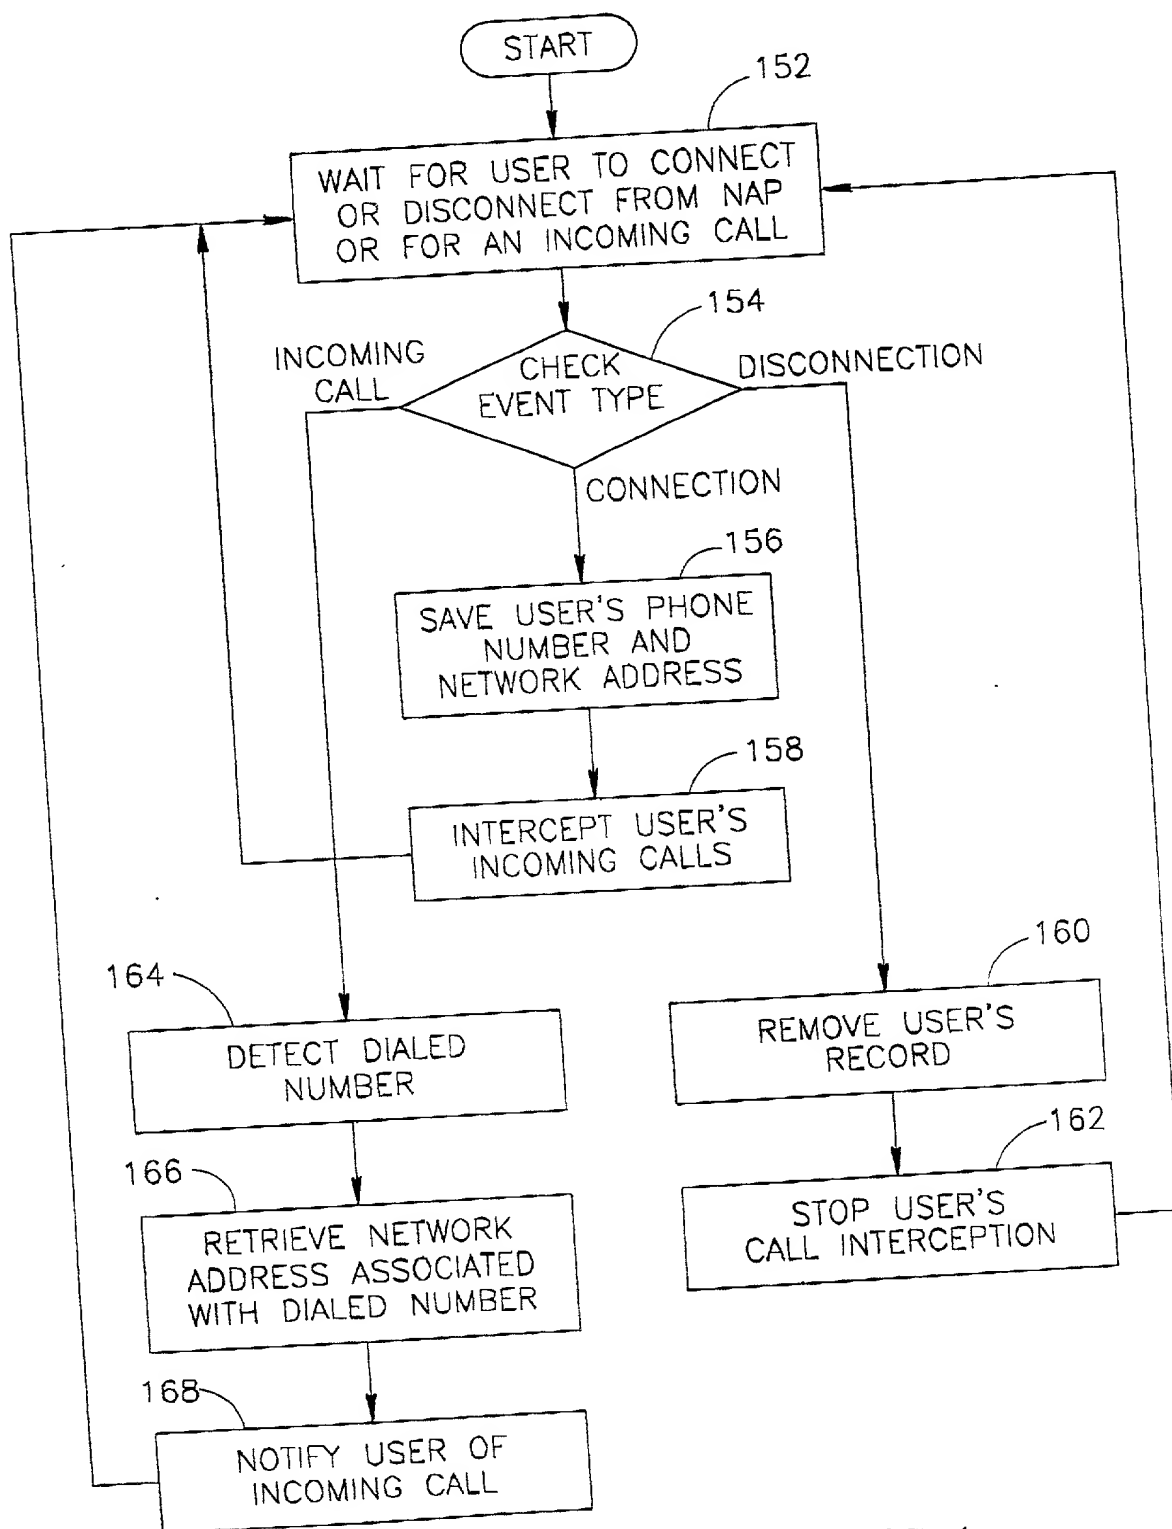 START
152
WAIT FOR USER TO CONNECT
OR DISCONNECT FROM NAP
OR FOR AN INCOMING CALL
154
INCOMING
CALL
CHECK
EVENT TYPE
DISCONNECTION
CONNECTION
156
SAVE USER'S PHONE
NUMBER AND
NETWORK ADDRESS
158
INTERCEPT USER'S
INCOMING CALLS
160
REMOVE USER'S
RECORD
164
DETECT DIALED
NUMBER
162
STOP USER'S
CALL INTERCEPTION
166
RETRIEVE NETWORK
ADDRESS ASSOCIATED
WITH DIALED NUMBER
168
NOTIFY USER OF
INCOMING CALL